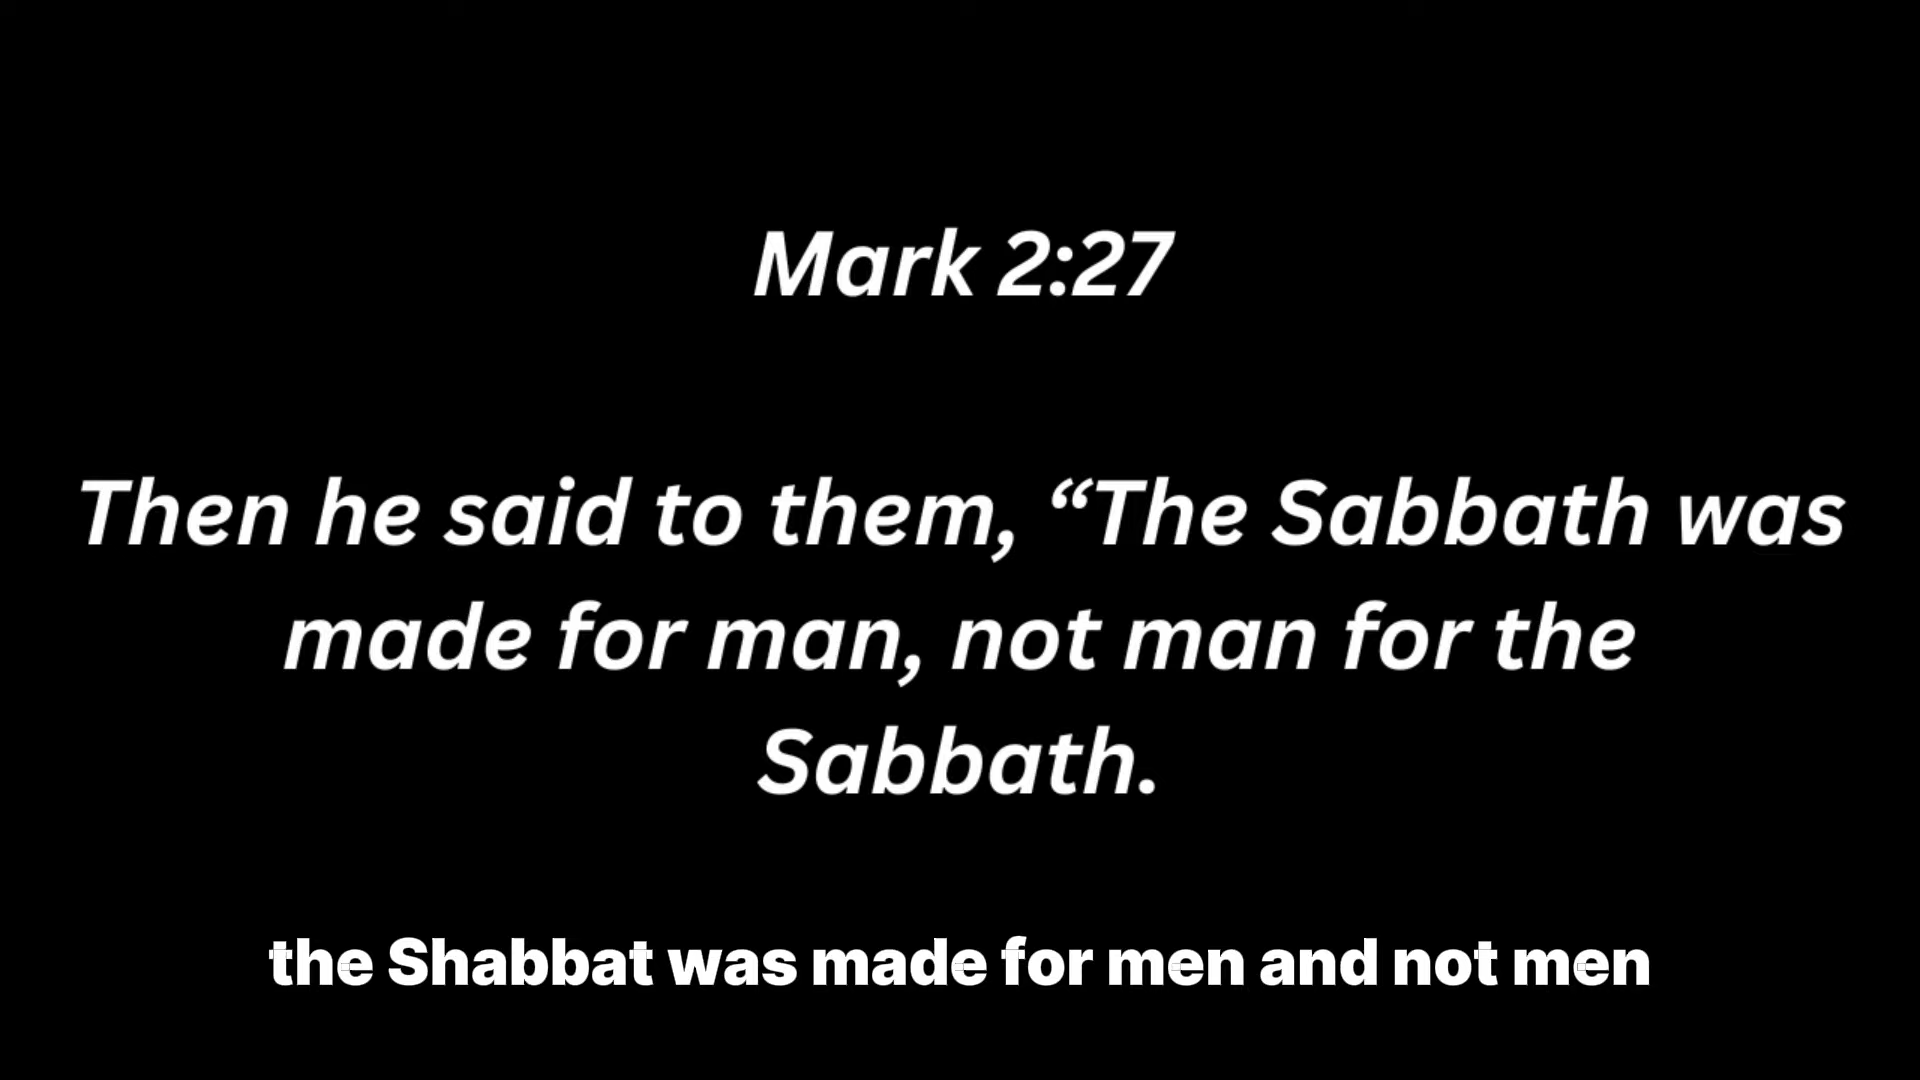 Mark 2:27
Then he said to them, “The Sabbath was
made for man, not man for the
Sabbath.
the Shabbat was made for men and not men